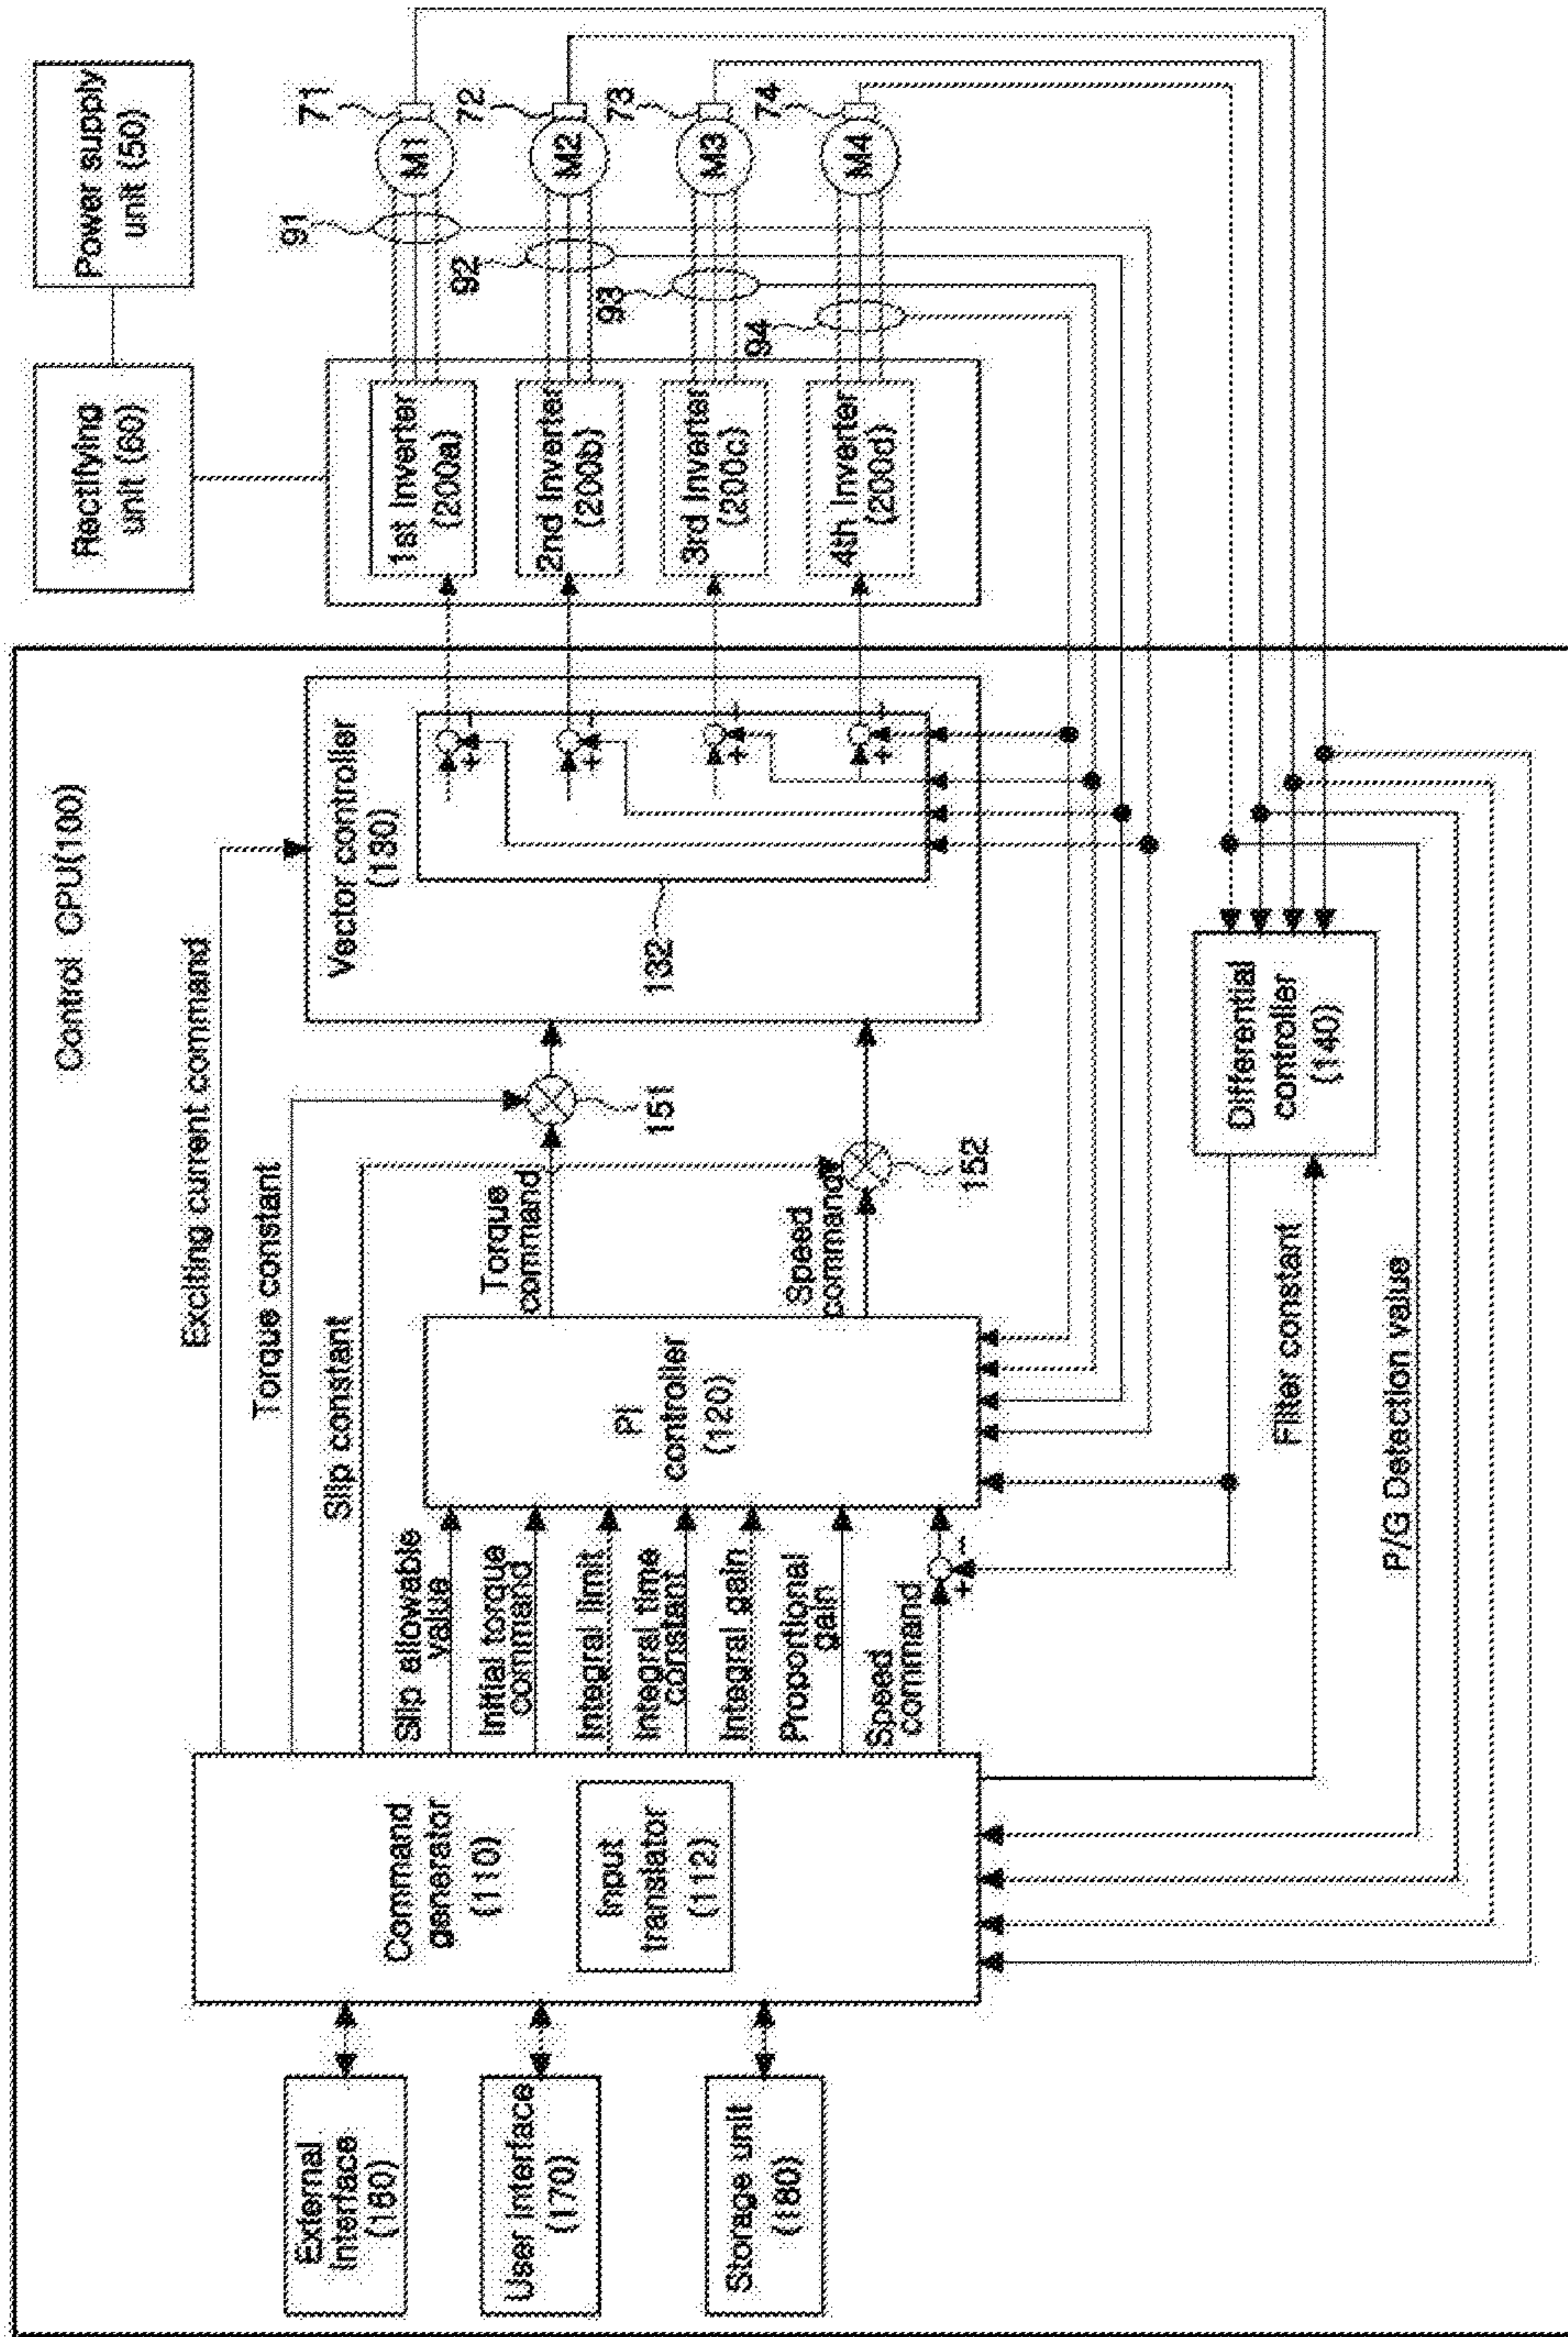 Control CPU(100)
Power supply
unit (50)
Rectifying
unit (60)
Exciting current command
Torque constant
Slip constant
External
Interface
(160)
User Interface
(170)
Storage unit
(180)
Command
generator
(110)
Input
translator
(112)
Slip allowable
value
Initial torque
command
Integral limit
Integral time
constant
Integral gain
Proportional
gain
Speed
command
+
-
PI
controller
(120)
Torque
command
Speed
command
151
152
Vector controller
(130)
132
+
-
+
-
+
-
+
-
1st Inverter
(200a)
2nd Inverter
(200b)
3rd Inverter
(200c)
4th Inverter
(200d)
91
92
93
94
M1
M2
M3
M4
71
72
73
74
Differential
controller
(140)
Filter constant
P/G Detection value